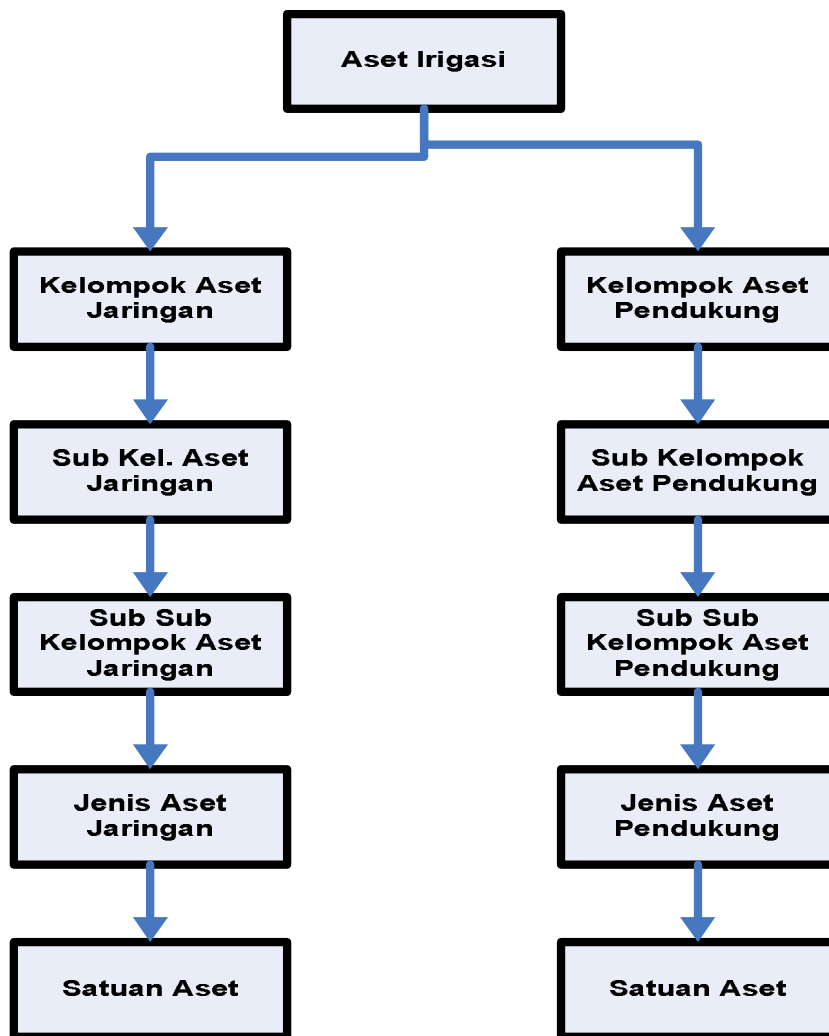 Aset Irigasi
Kelompok Aset
Jaringan
Kelompok Aset
Pendukung
Sub Kel. Aset
Jaringan
Sub Kelompok
Aset Pendukung
Sub Sub
Kelompok Aset
Jaringan
Sub Sub
Kelompok Aset
Pendukung
Jenis Aset
Jaringan
Jenis Aset
Pendukung
Satuan Aset
Satuan Aset